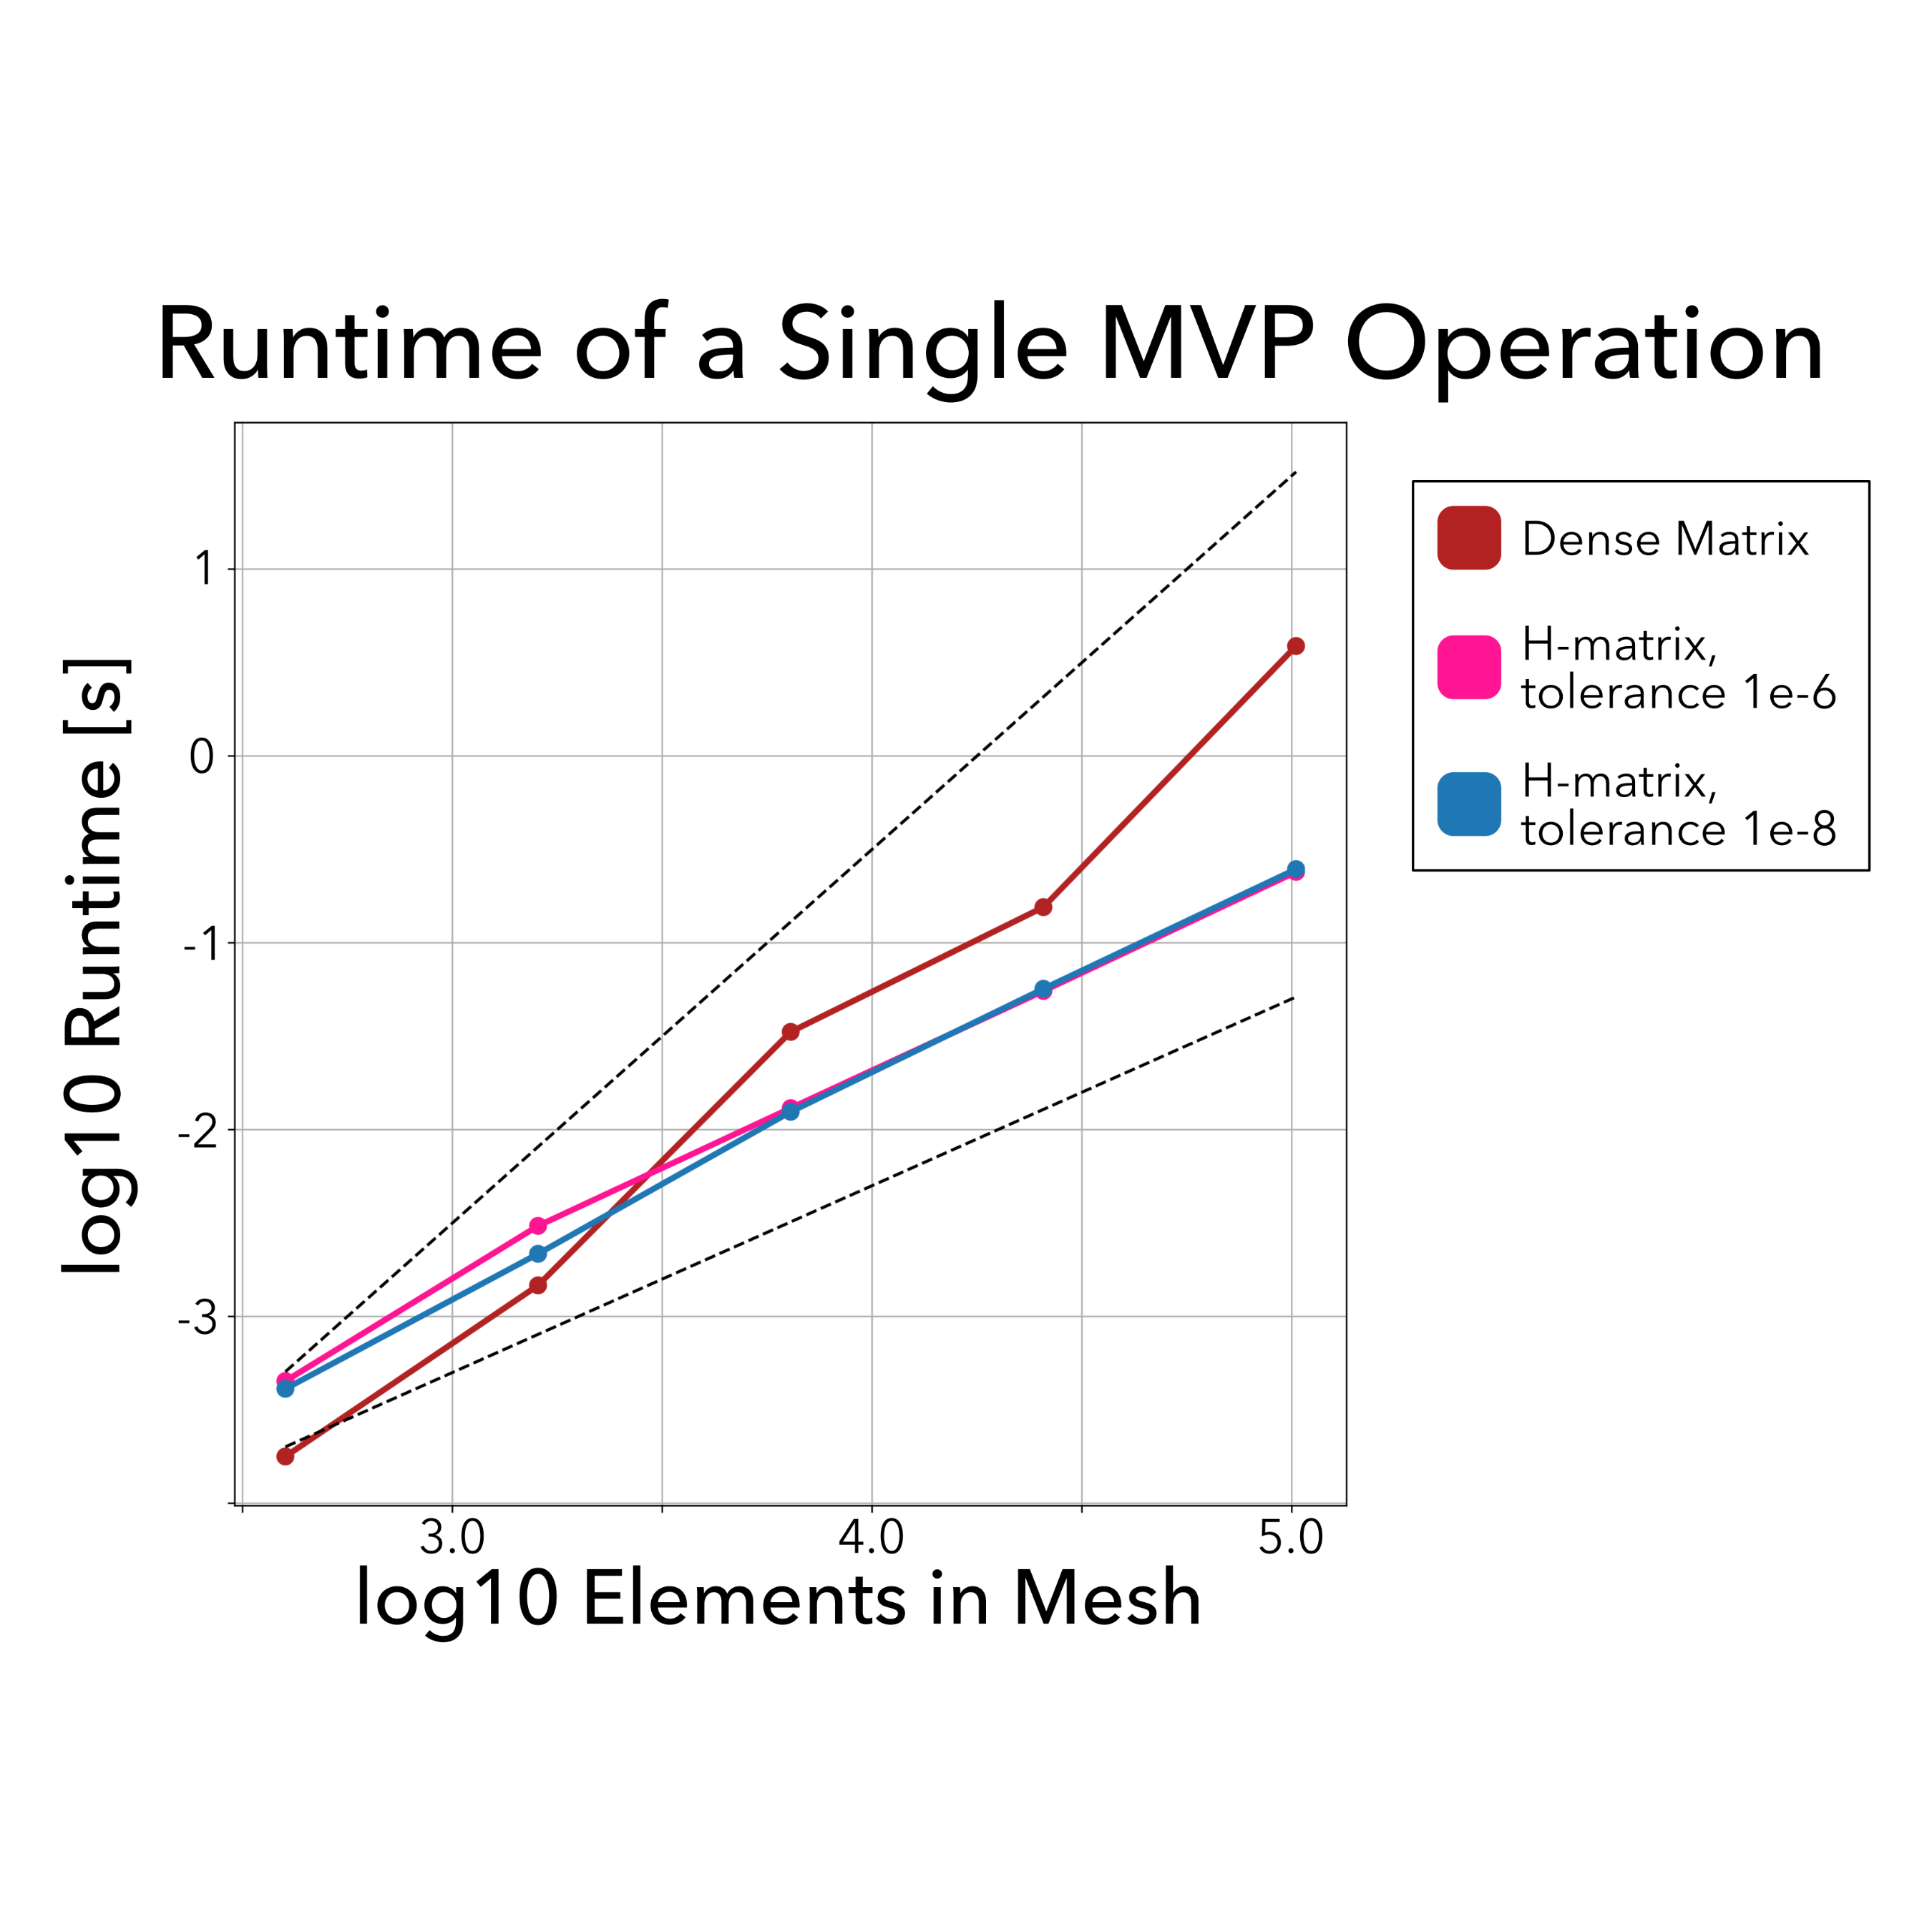 Runtime of a Single MVP Operation
log10 Runtime [s]
1
0
-1
-2
-3
3.0
4.0
5.0
log10 Elements in Mesh
Dense Matrix
H-matrix,
tolerance 1e-6
H-matrix,
tolerance 1e-8